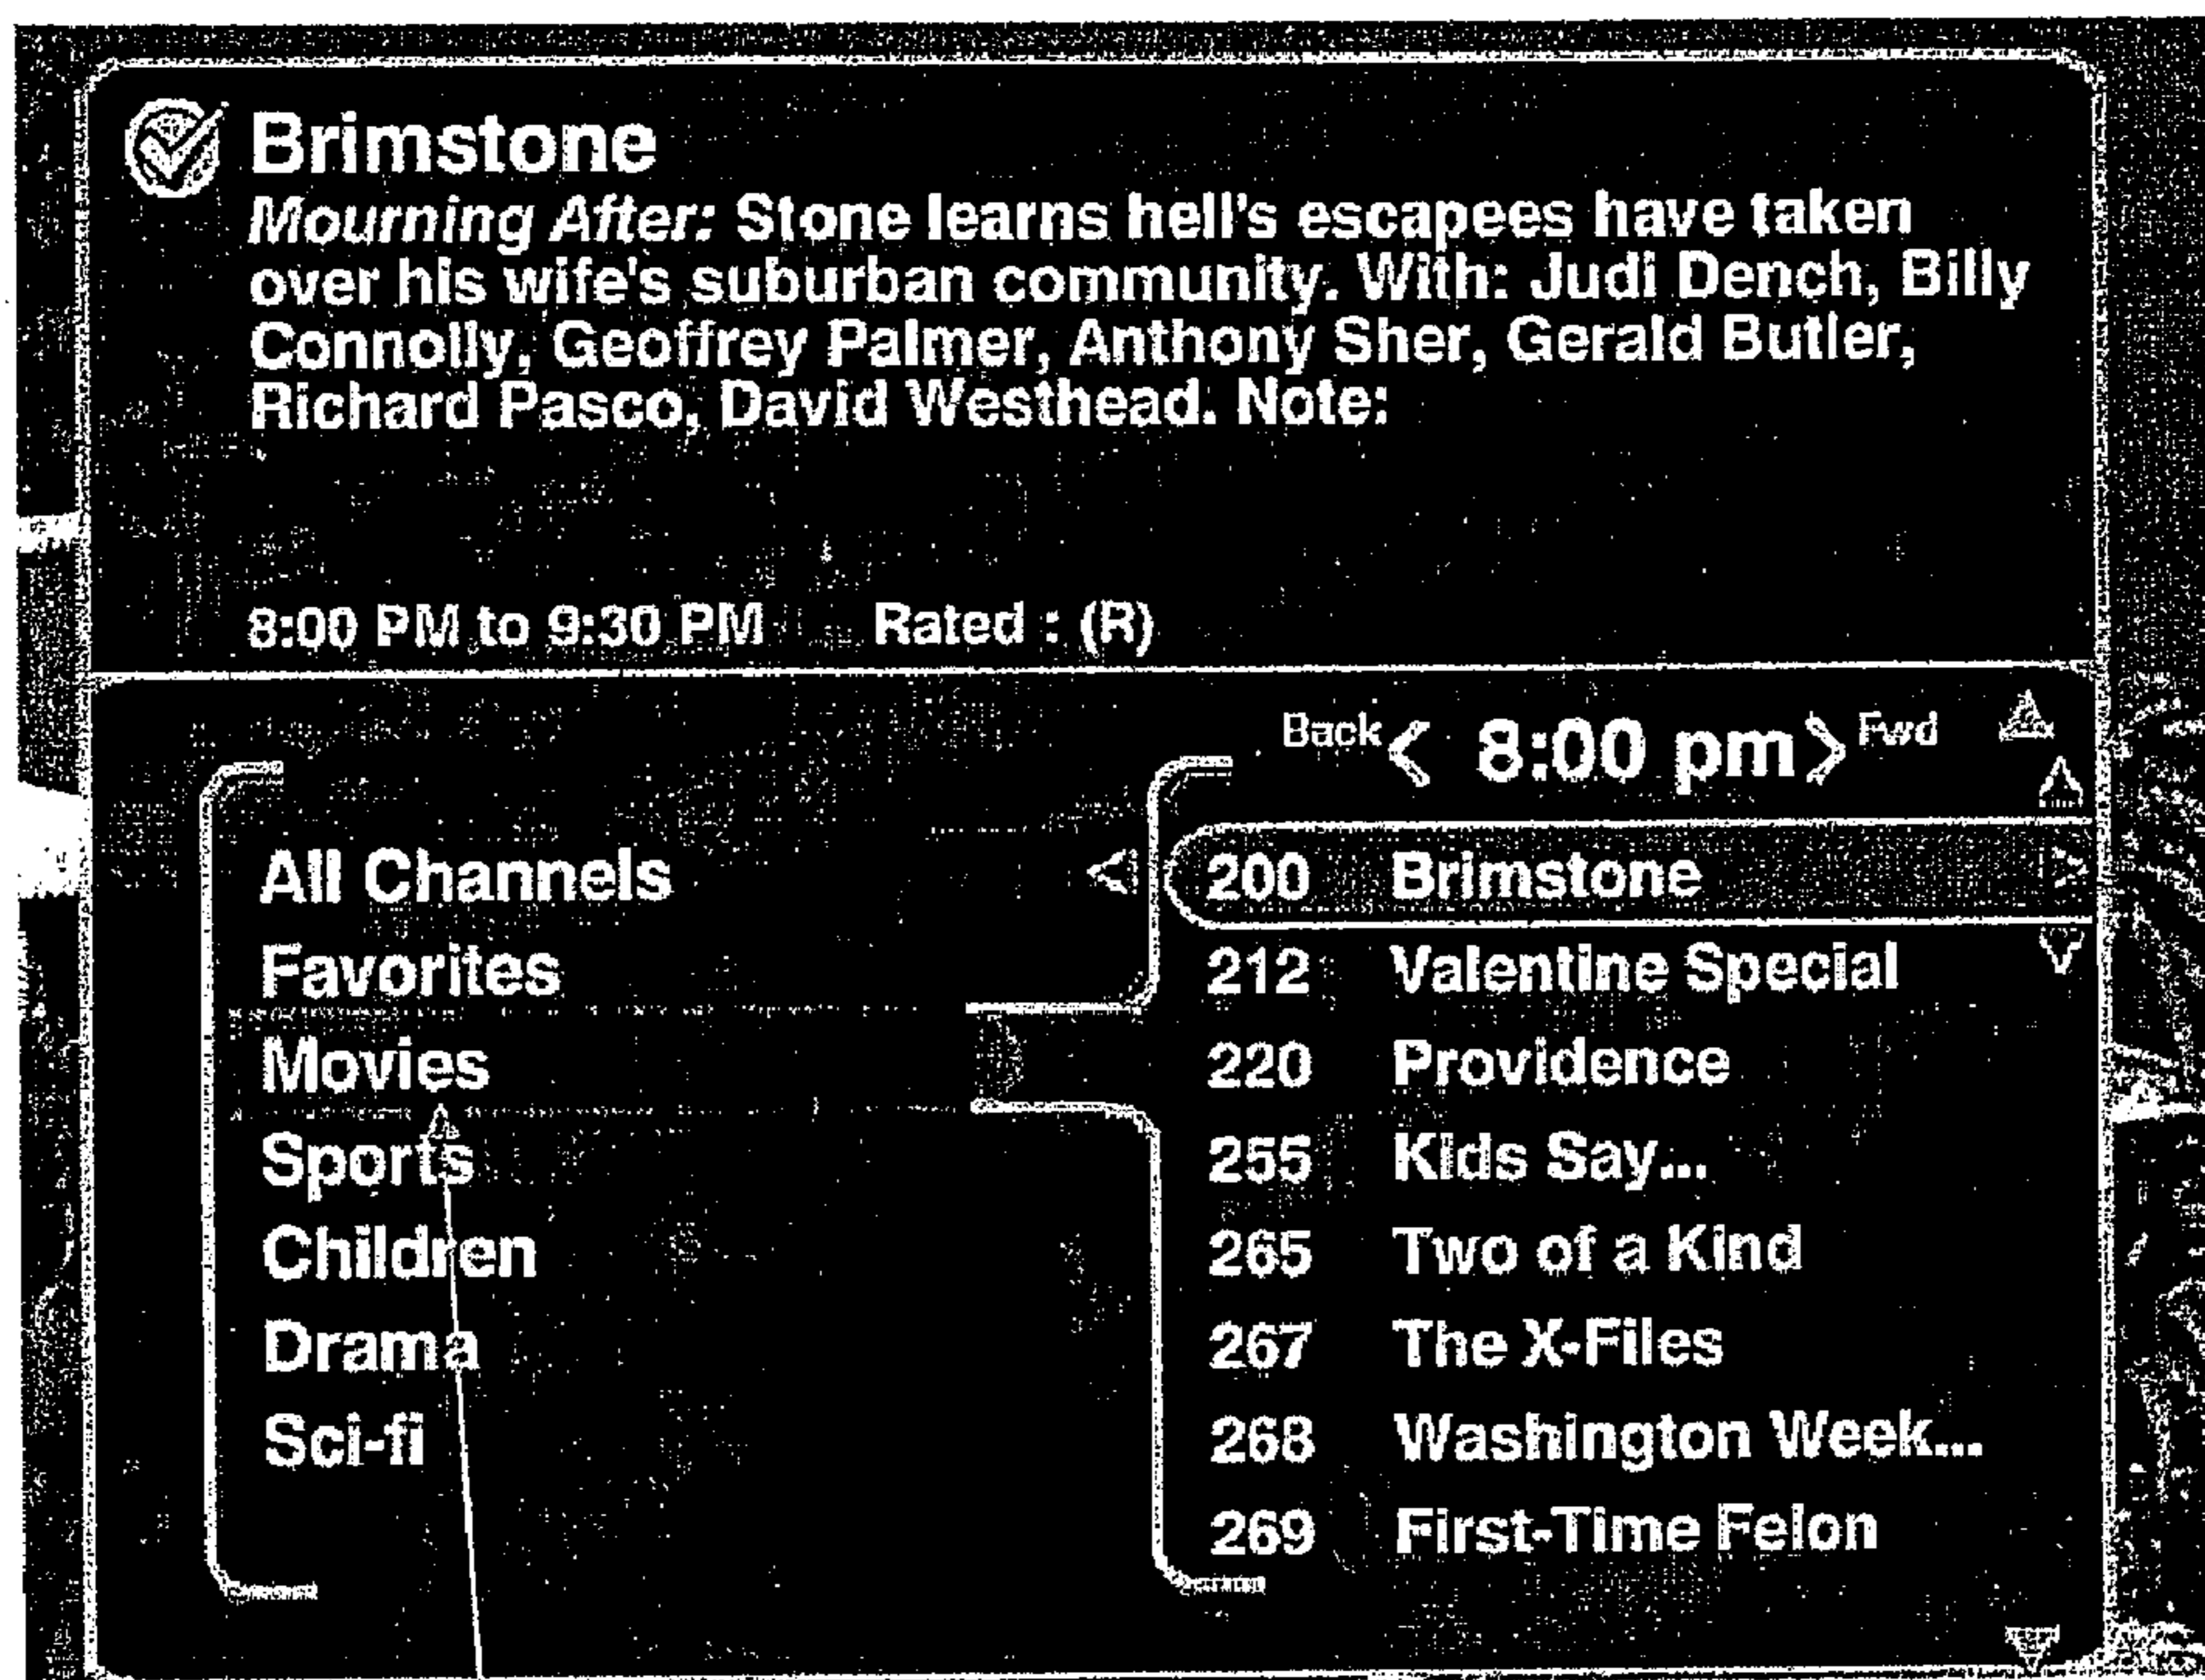 Brimstone
Mourning After: Stone learns hell's escapees have taken
over his wife's suburban community. With: Judi Dench, Billy
Connolly, Geoffrey Palmer, Anthony Sher, Gerald Butler,
Richard Pasco, David Westhead. Note:
8:00 PM to 9:30 PM Rated : (R)
Back < 8:00 pm > Fwd
All Channels
Favorites
Movies
Sports
Children
Drama
Sci-fi
200 Brimstone >
212 Valentine Special
220 Providence
255 Kids Say...
265 Two of a Kind
267 The X-Files
268 Washington Week...
269 First-Time Felon